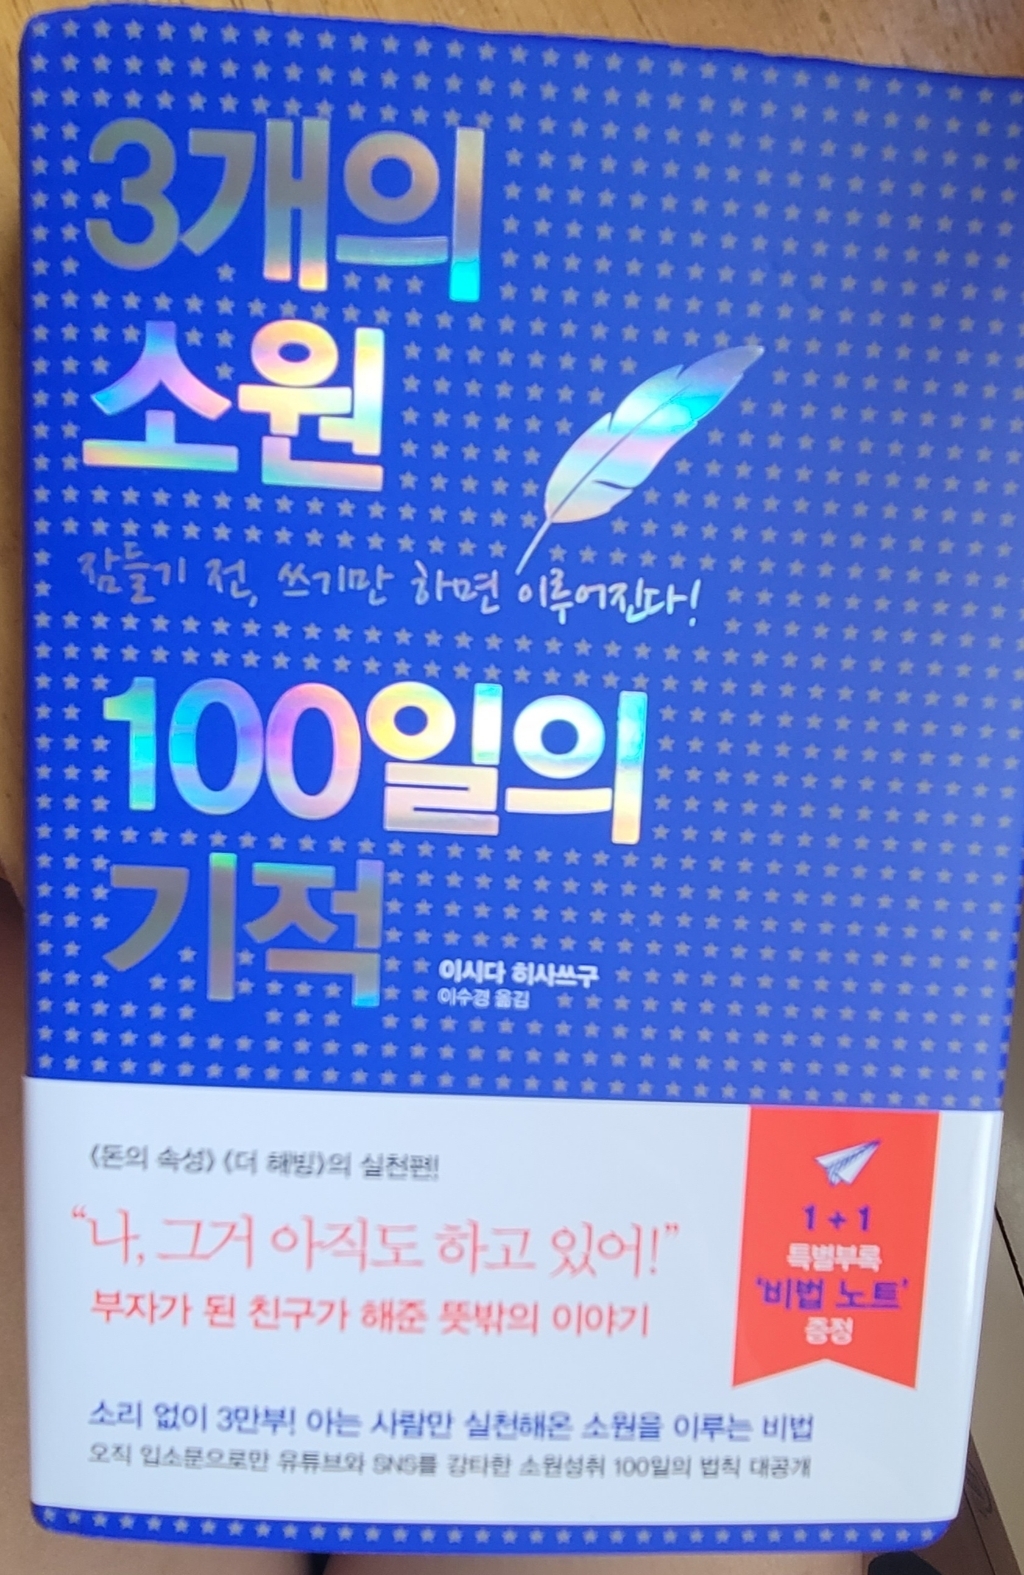 3개의
소원
잠들기 전, 쓰기만 하면 이루어진다!
100일의
기적
이시다 히사쓰구
이수경 옮김
〈돈의 속성〉 〈더 해빙〉의 실천편!
“나, 그거 아직도 하고 있어!”
부자가 된 친구가 해준 뜻밖의 이야기
1+1
특별부록
‘비법 노트’
증정
소리 없이 3만부! 아는 사람만 실천해온 소원을 이루는 비법
오직 입소문으로만 유튜브와 SNS를 강타한 소원성취 100일의 법칙 대공개